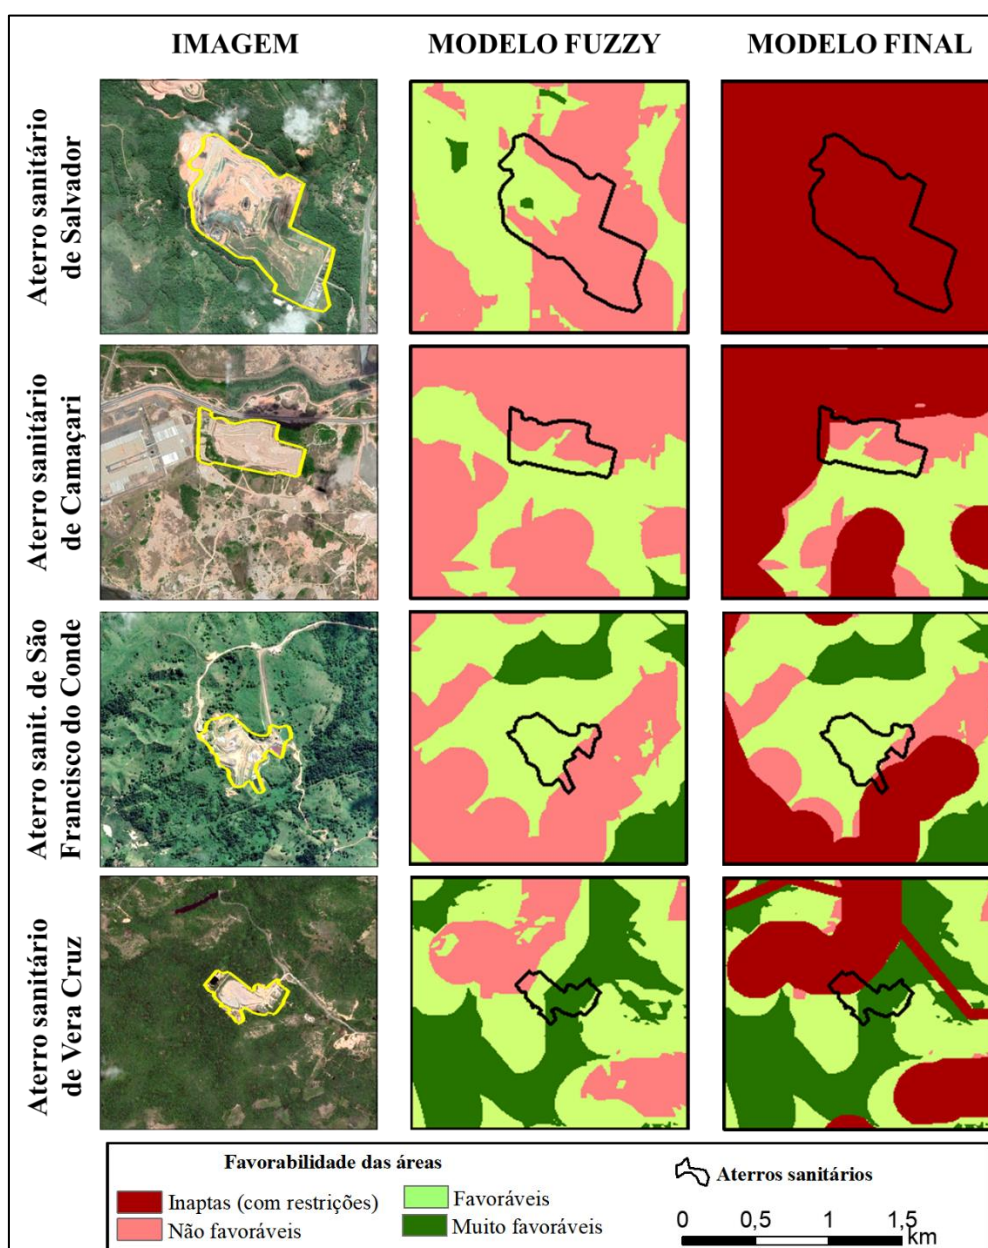 IMAGEM
MODELO FUZZY
MODELO FINAL
Aterro sanitário
de Salvador
Aterro sanitário
de Camaçari
Aterro sanit. de São
Francisco do Conde
Aterro sanitário
de Vera Cruz
Favorabilidade das áreas
Inaptas (com restrições)
Não favoráveis
Favoráveis
Muito favoráveis
Aterros sanitários
0 0,5 1 1,5
km